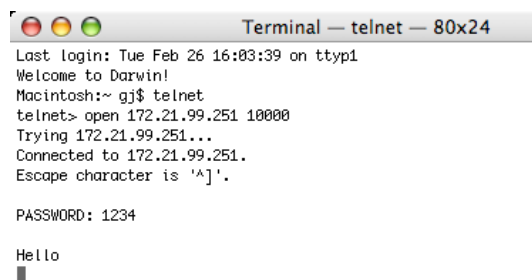 Terminal — telnet — 80x24
Last login: Tue Feb 26 16:03:39 on ttyp1
Welcome to Darwin!
Macintosh:~ gj$ telnet
telnet> open 172.21.99.251 10000
Trying 172.21.99.251...
Connected to 172.21.99.251.
Escape character is '^]'.
PASSWORD: 1234
Hello